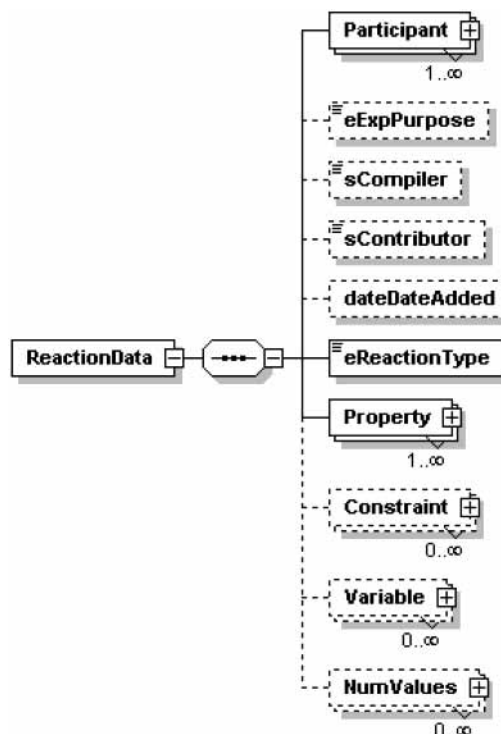 Participant
1..∞
eExpPurpose
sCompiler
sContributor
dateDateAdded
ReactionData
eReactionType
Property
1..∞
Constraint
0..∞
Variable
0..∞
NumValues
0..∞